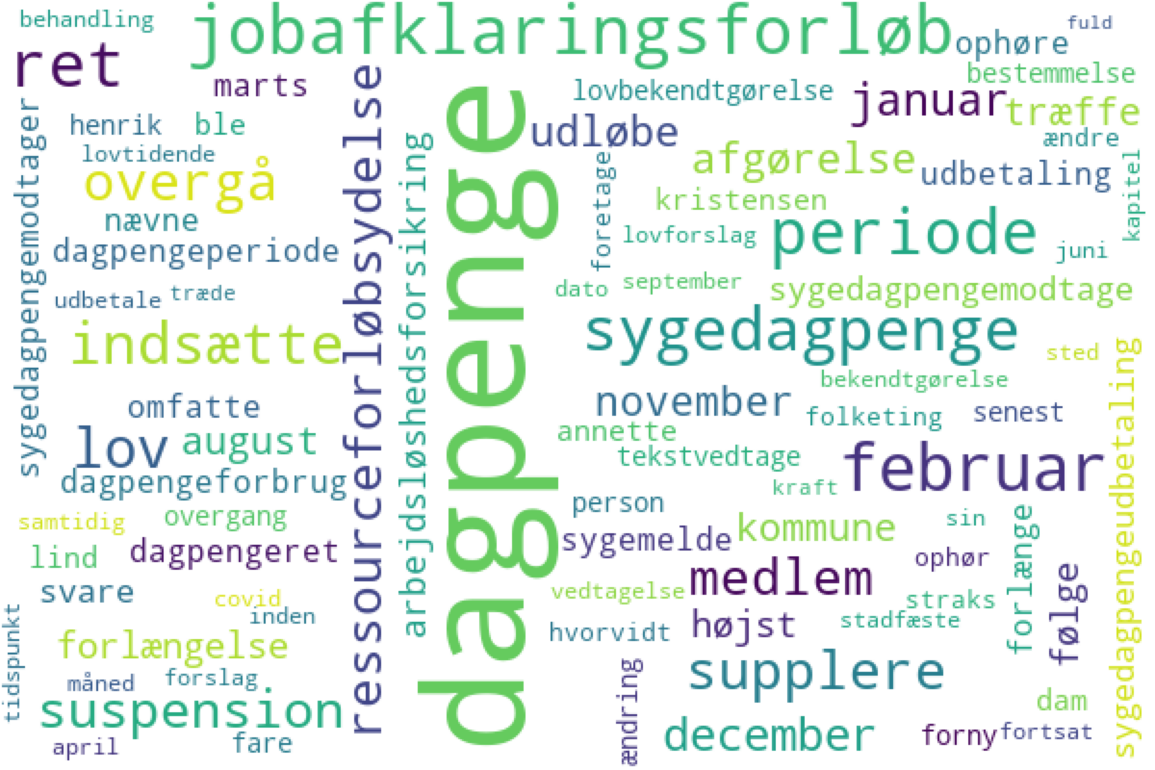 behandling
jobafklaringsforløb
fuld
ophøre
ret
marts
bestemmelse
lovbekendtgørelse
januar
træffe
henrik
ble
udløbe
ændre
lovtidende
afgørelse
udbetaling
overgå
kristensen
foretage
kapitel
nævne
lovforslag
periode
juni
dagpengeperiode
sygedagpengemodtager
ressourceforløbsydelse
arbejdsløshedsforsikring
dagpenge
udbetale
træde
dato
september
sygedagpengemodtage
indsætte
sygedagpenge
sted
bekendtgørelse
omfatte
november
folketing
senest
lov
august
annette
tekstvedtage
februar
dagpengeforbrug
kraft
sygedagpengeudbetaling
person
samtidig
overgang
sygemelde
kommune
sin
forlænge
lind
dagpengeret
ophør
medlem
følge
svare
covid
inden
vedtagelse
straks
stadfæste
forlængelse
hvorvidt
højst
tidspunkt
måned
forslag
supplere
ændring
suspension
dam
april
fare
december
forny
fortsat